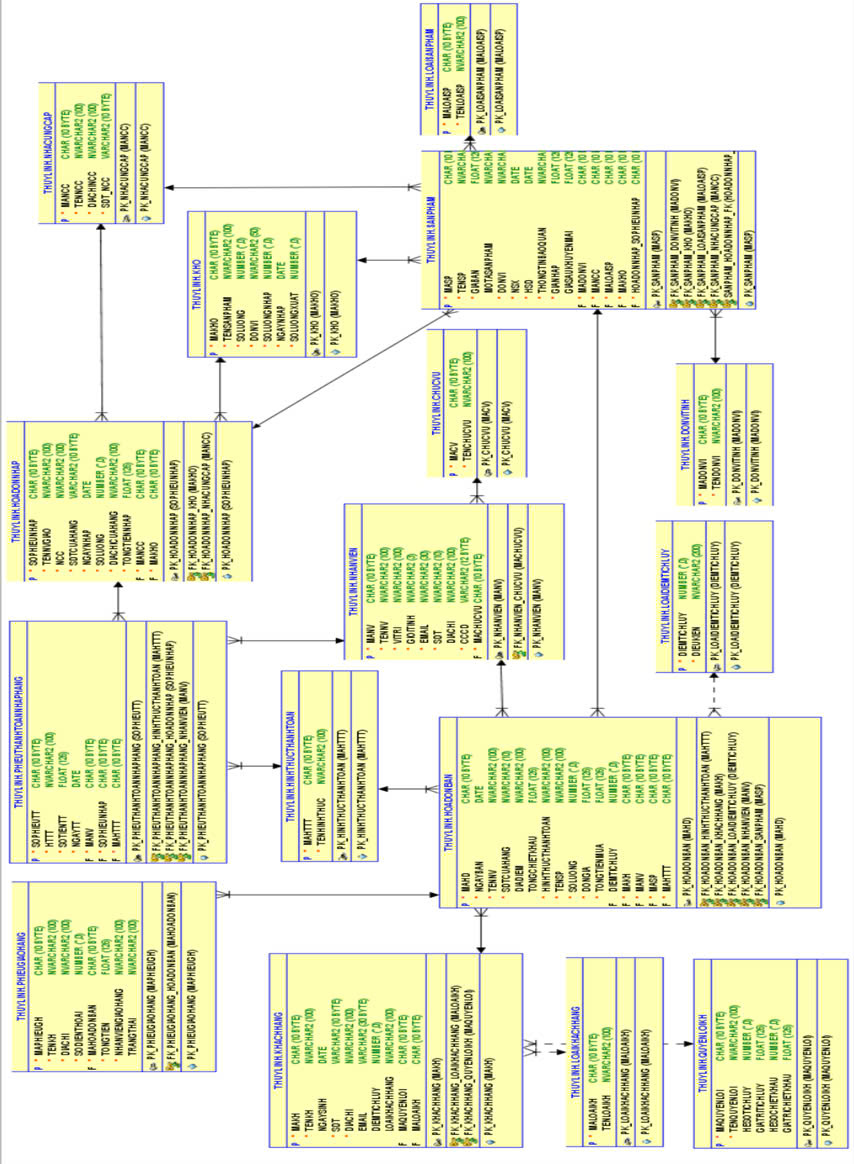 THUYLINH.PHIEUGIAOHANG
P * MAPHIEUGH CHAR (10 BYTE)
* TENKH NVARCHAR2 (100)
* DIACHI NVARCHAR2 (100)
* SODIENTHOAI NUMBER (*,0)
F * MAHOADONBAN CHAR (10 BYTE)
* TONGTIEN FLOAT (126)
* NHANVIENGIAOHANG NVARCHAR2 (100)
* TRANGTHAI NVARCHAR2 (100)
PK_PHIEUGIAOHANG (MAPHIEUGH)
FK_PHIEUGIAOHANG_HOADONBAN (MAHOADONBAN)
PK_PHIEUGIAOHANG (MAPHIEUGH)
THUYLINH.PHIEUTHANHTOANNHAPHANG
P * SOPHIEUTT CHAR (10 BYTE)
* HTTT NVARCHAR2 (100)
* SOTIENTT FLOAT (126)
* NGAYTT DATE
F * MANV CHAR (10 BYTE)
F * SOPHIEUNHAP CHAR (10 BYTE)
F * MAHTTT CHAR (10 BYTE)
PK_PHIEUTHANHTOANNHAPHANG (SOPHIEUTT)
FK_PHIEUTHANHTOANNHAPHANG_HINHTHUCTHANHTOAN (MAHTTT)
FK_PHIEUTHANHTOANNHAPHANG_HOADONNHAP (SOPHIEUNHAP)
FK_PHIEUTHANHTOANNHAPHANG_NHANVIEN (MANV)
PK_PHIEUTHANHTOANNHAPHANG (SOPHIEUTT)
THUYLINH.HOADONNHAP
P * SOPHIEUNHAP CHAR (10 BYTE)
* TENNVGIAO NVARCHAR2 (100)
* NCC NVARCHAR2 (100)
* SDTCUAHANG VARCHAR2 (10 BYTE)
* NGAYNHAP DATE
* SOLUONG NUMBER (*,0)
* DIACHICUAHANG NVARCHAR2 (100)
* TONGTIENNHAP FLOAT (126)
F * MANCC CHAR (10 BYTE)
F * MAKHO CHAR (10 BYTE)
PK_HOADONNHAP (SOPHIEUNHAP)
FK_HOADONNHAP_KHO (MAKHO)
FK_HOADONNHAP_NHACUNGCAP (MANCC)
PK_HOADONNHAP (SOPHIEUNHAP)
THUYLINH.NHACUNGCAP
P * MANCC CHAR (10 BYTE)
* TENNCC NVARCHAR2 (100)
* DIACHINCC NVARCHAR2 (100)
* SDT_NCC VARCHAR2 (10 BYTE)
PK_NHACUNGCAP (MANCC)
PK_NHACUNGCAP (MANCC)
THUYLINH.KHO
P * MAKHO CHAR (10 BYTE)
* TENSANPHAM NVARCHAR2 (100)
* SOLUONG NUMBER (*,0)
* DONVI NVARCHAR2 (50)
* SOLUONGNHAP NUMBER (*,0)
* NGAYNHAP DATE
* SOLUONGXUAT NUMBER (*,0)
PK_KHO (MAKHO)
PK_KHO (MAKHO)
THUYLINH.KHACHHANG
P * MAKH CHAR (10 BYTE)
* TENKH NVARCHAR2 (100)
NGAYSINH DATE
* SDT VARCHAR2 (10 BYTE)
* DIACHI NVARCHAR2 (100)
EMAIL VARCHAR2 (30 BYTE)
DIEMTICHLUY NUMBER (*,0)
LOAIKHACHHANG NVARCHAR2 (100)
F MAQUYENLOI CHAR (10 BYTE)
F MALOAIKH CHAR (10 BYTE)
PK_KHACHHANG (MAKH)
FK_KHACHHANG_LOAIKHACHHANG (MALOAIKH)
FK_KHACHHANG_QUYENLOIKH (MAQUYENLOI)
PK_KHACHHANG (MAKH)
THUYLINH.HINHTHUCTHANHTOAN
P * MAHTTT CHAR (10 BYTE)
* TENHINHTHUC NVARCHAR2 (100)
PK_HINHTHUCTHANHTOAN (MAHTTT)
PK_HINHTHUCTHANHTOAN (MAHTTT)
THUYLINH.NHANVIEN
P * MANV CHAR (10 BYTE)
* TENNV NVARCHAR2 (100)
* VITRI NVARCHAR2 (100)
* GIOITINH NVARCHAR2 (3)
* EMAIL NVARCHAR2 (30)
* SDT NVARCHAR2 (10)
DIACHI NVARCHAR2 (100)
* CCCD VARCHAR2 (12 BYTE)
F * MACHUCVU CHAR (10 BYTE)
PK_NHANVIEN (MANV)
FK_NHANVIEN_CHUCVU (MACHUCVU)
PK_NHANVIEN (MANV)
THUYLINH.CHUCVU
P * MACV CHAR (10 BYTE)
* TENCHUCVU NVARCHAR2 (100)
PK_CHUCVU (MACV)
PK_CHUCVU (MACV)
THUYLINH.HOADONBAN
P * MAHD CHAR (10 BYTE)
* NGAYBAN DATE
* TENNV NVARCHAR2 (100)
* SDTCUAHANG NVARCHAR2 (10)
DIADIEM NVARCHAR2 (100)
TONGCHIETKHAU FLOAT (126)
* HINHTHUCTHANHTOAN NVARCHAR2 (100)
* TENSP NVARCHAR2 (100)
* SOLUONG NUMBER (*,0)
* DONGIA FLOAT (126)
* TONGTIENMUA FLOAT (126)
F DIEMTICHLUY NUMBER (*,0)
F * MAKH CHAR (10 BYTE)
F * MANV CHAR (10 BYTE)
F * MASP CHAR (10 BYTE)
F * MAHTTT CHAR (10 BYTE)
PK_HOADONBAN (MAHD)
FK_HOADONBAN_HINHTHUCTHANHTOAN (MAHTTT)
FK_HOADONBAN_KHACHHANG (MAKH)
FK_HOADONBAN_LOAIDIEMTICHLUY (DIEMTICHLUY)
FK_HOADONBAN_NHANVIEN (MANV)
FK_HOADONBAN_SANPHAM (MASP)
PK_HOADONBAN (MAHD)
THUYLINH.SANPHAM
P * MASP CHAR (10
* TENSP NVARCHA
* GIABAN FLOAT (12
MOTASANPHAM NVARCHA
* DONVI NVARCHA
* NSX DATE
* HSD DATE
* THONGTINBAOQUAN NVARCHA
* GIANHAP FLOAT (12
GIASAUKHUYENMAI FLOAT (12
F * MADONVI CHAR (10
F * MANCC CHAR (10
F * MALOAISP CHAR (10
F * MAKHO CHAR (10
F * HOADONNHAP_SOPHIEUNHAP CHAR (10
PK_SANPHAM (MASP)
FK_SANPHAM_DONVITINH (MADONVI)
FK_SANPHAM_KHO (MAKHO)
FK_SANPHAM_LOAISANPHAM (MALOAISP)
FK_SANPHAM_NHACUNGCAP (MANCC)
SANPHAM_HOADONNHAP_FK (HOADONNHAP_
PK_SANPHAM (MASP)
THUYLINH.LOAISANPHAM
P * MALOAISP CHAR (10 BYTE)
* TENLOAISP NVARCHAR2 (100)
PK_LOAISANPHAM (MALOAISP)
PK_LOAISANPHAM (MALOAISP)
THUYLINH.LOAIKHACHHANG
P * MALOAIKH CHAR (10 BYTE)
TENLOAIKH NVARCHAR2 (100)
PK_LOAIKHACHHANG (MALOAIKH)
PK_LOAIKHACHHANG (MALOAIKH)
THUYLINH.QUYENLOIKH
P * MAQUYENLOI CHAR (10 BYTE)
* TENQUYENLOI NVARCHAR2 (100)
HESOTICHLUY NUMBER (*,0)
GIATRITICHLUY FLOAT (126)
HESOCHIETKHAU NUMBER (*,0)
GIATRICHIETKHAU FLOAT (126)
PK_QUYENLOIKH (MAQUYENLOI)
PK_QUYENLOIKH (MAQUYENLOI)
THUYLINH.LOAIDIEMTICHLUY
P * DIEMTICHLUY NUMBER (*,0)
* DIEUKIEN NVARCHAR2 (200)
PK_LOAIDIEMTICHLUY (DIEMTICHLUY)
PK_LOAIDIEMTICHLUY (DIEMTICHLUY)
THUYLINH.DONVITINH
P * MADONVI CHAR (10 BYTE)
* TENDONVI NVARCHAR2 (100)
PK_DONVITINH (MADONVI)
PK_DONVITINH (MADONVI)